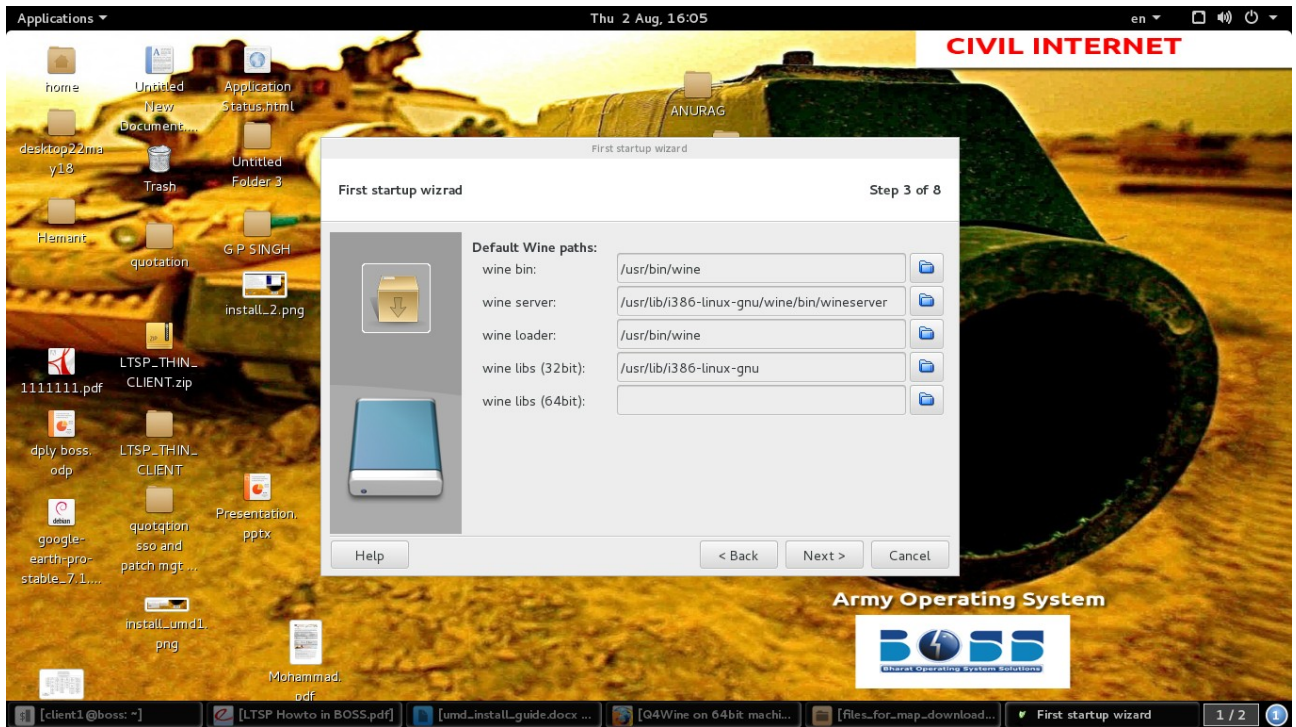 Applications
Thu 2 Aug, 16:05
en
CIVIL INTERNET
home
Untitled
New
Document....
Application
Status.html
ANURAG
desktop22ma
y18
Trash
Untitled
Folder 3
Hemant
quotation
G P SINGH
install_2.png
1111111.pdf
LTSP_THIN_
CLIENT.zip
dply boss.
odp
LTSP_THIN_
CLIENT
debian
google-
earth-pro-
stable_7.1....
quotqtion
sso and
patch mgt ...
Presentation.
pptx
install_umd1.
png
Mohammad.
pdf
First startup wizard
First startup wizrad
Step 3 of 8
Default Wine paths:
wine bin:
/usr/bin/wine
wine server:
/usr/lib/i386-linux-gnu/wine/bin/wineserver
wine loader:
/usr/bin/wine
wine libs (32bit):
/usr/lib/i386-linux-gnu
wine libs (64bit):
Help
< Back
Next >
Cancel
Army Operating System
BOSS
Bharat Operating System Solutions
[client1@boss: ~]
[LTSP Howto in BOSS.pdf]
[umd_install_guide.docx ...
[Q4Wine on 64bit machi...
[files_for_map_download...
First startup wizard
1 / 2
1